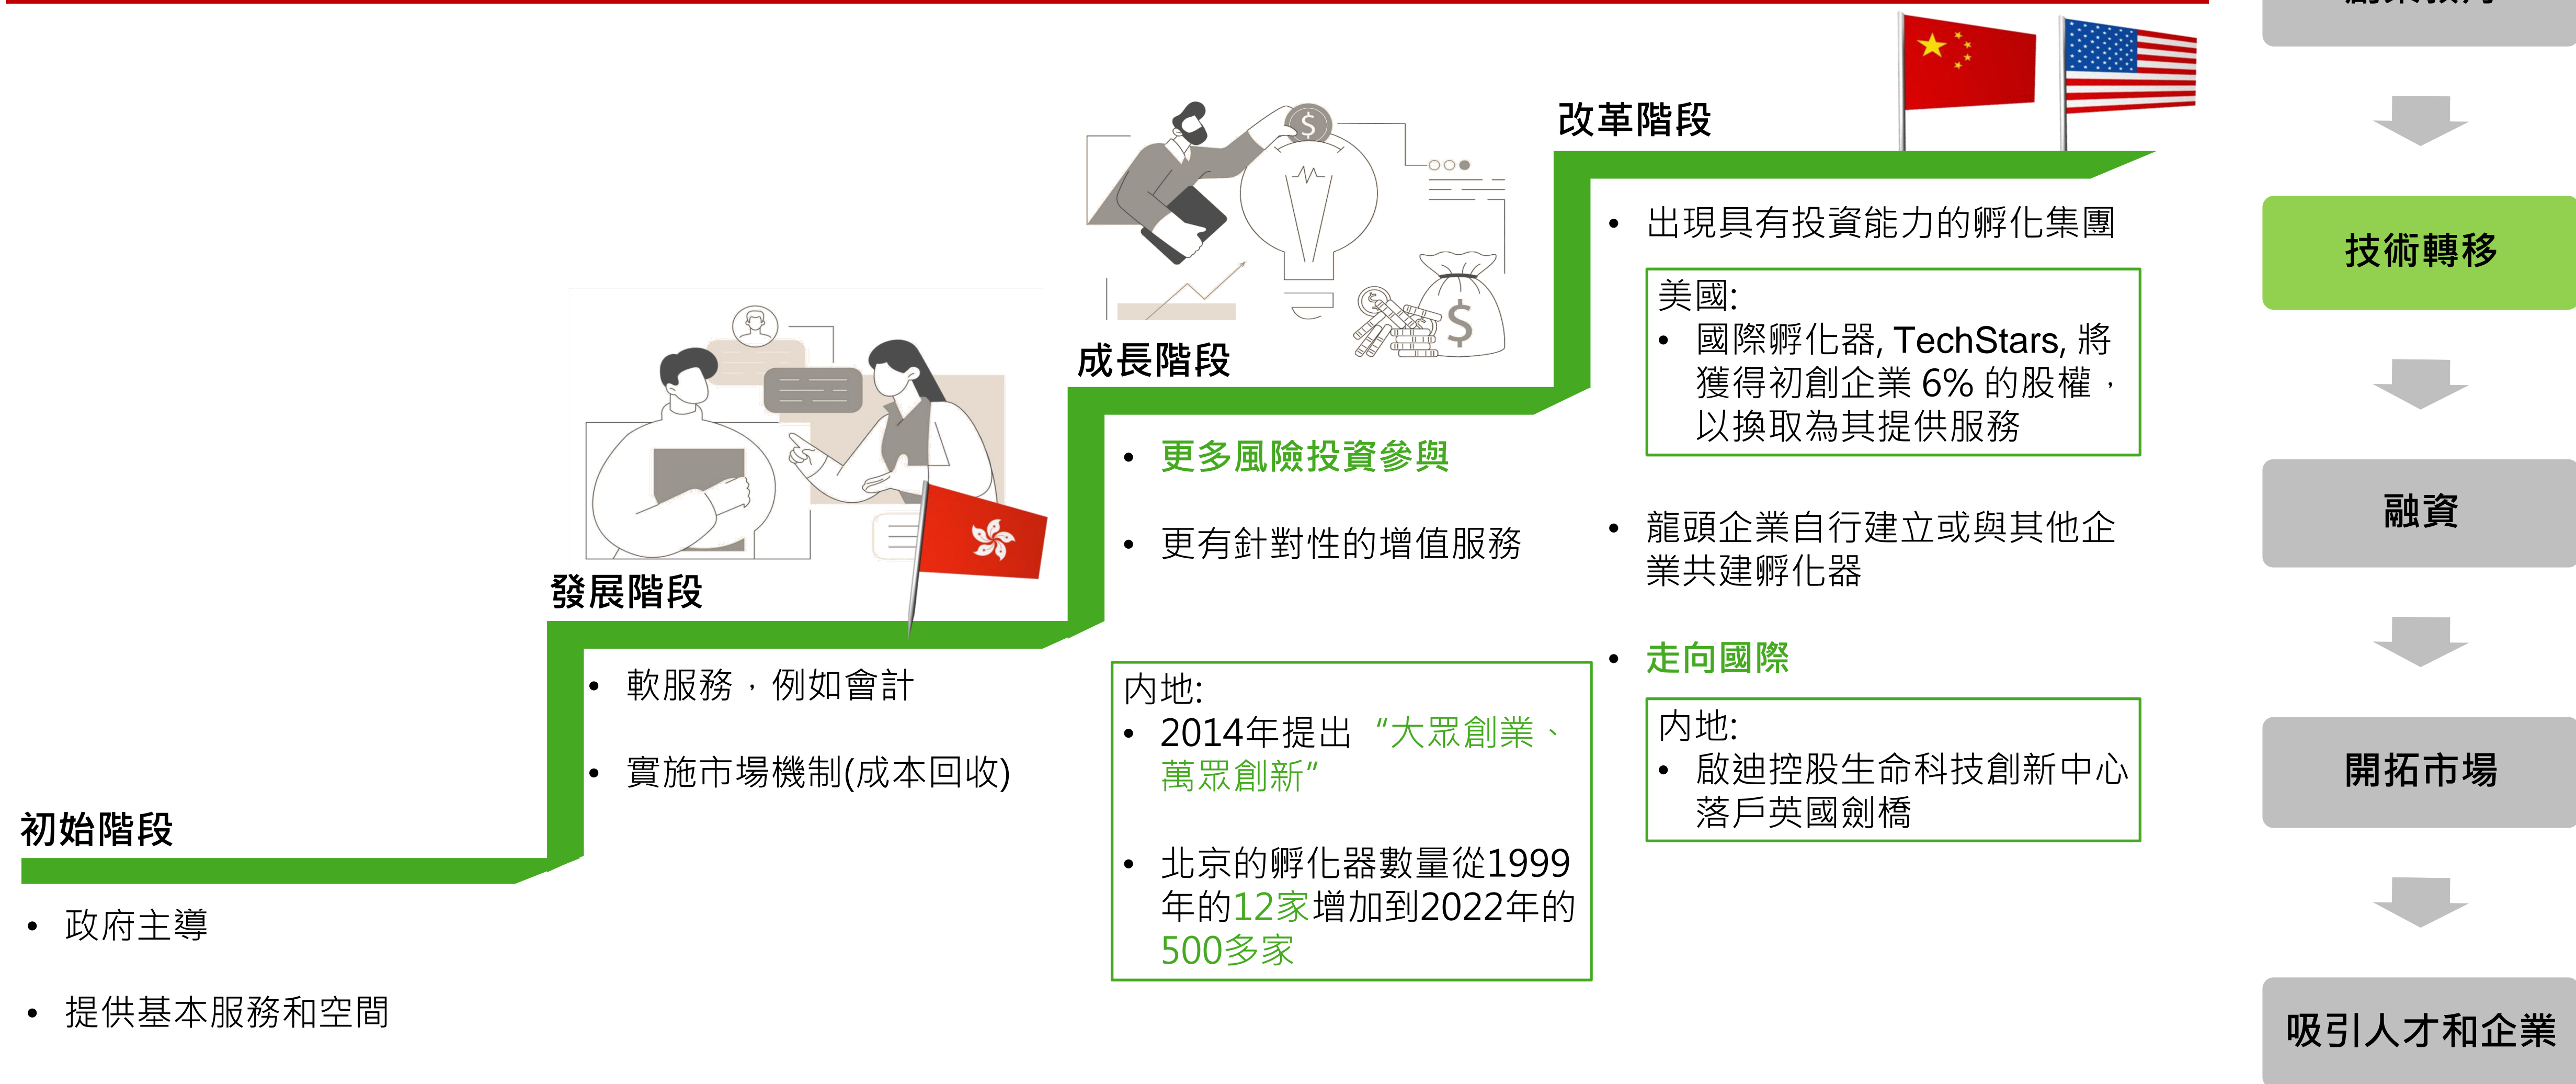 改革階段
• 出現具有投資能力的孵化集團
美國:
• 國際孵化器, TechStars, 將
獲得初創企業 6% 的股權，
以換取為其提供服務
• 龍頭企業自行建立或與其他企
業共建孵化器
• 走向國際
内地:
• 啟迪控股生命科技創新中心
落戶英國劍橋
成長階段
• 更多風險投資參與
• 更有針對性的增值服務
内地:
• 2014年提出 “大眾創業、
萬眾創新”
• 北京的孵化器數量從1999
年的12家增加到2022年的
500多家
發展階段
• 軟服務，例如會計
• 實施市場機制(成本回收)
初始階段
• 政府主導
• 提供基本服務和空間
技術轉移
融資
開拓市場
吸引人才和企業
$
$